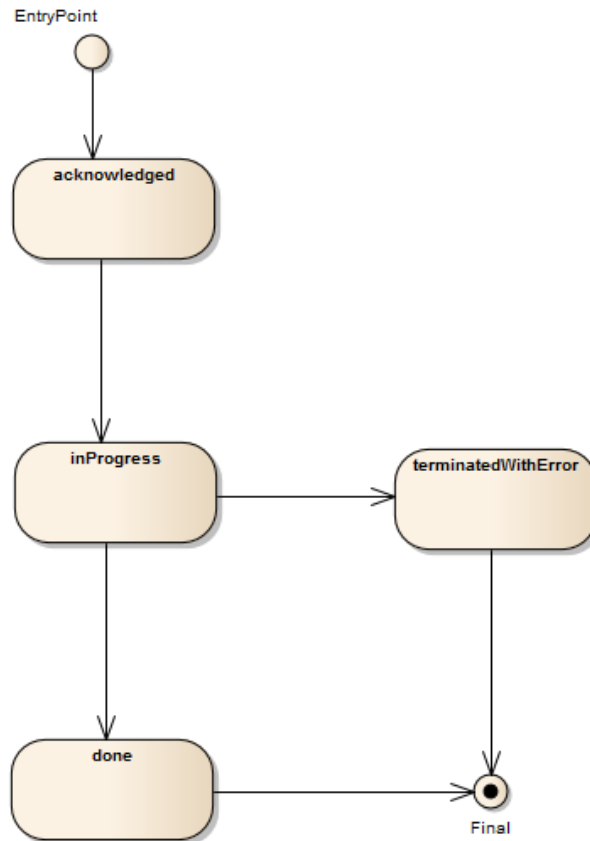 EntryPoint
acknowledged
inProgress
terminatedWithError
done
Final